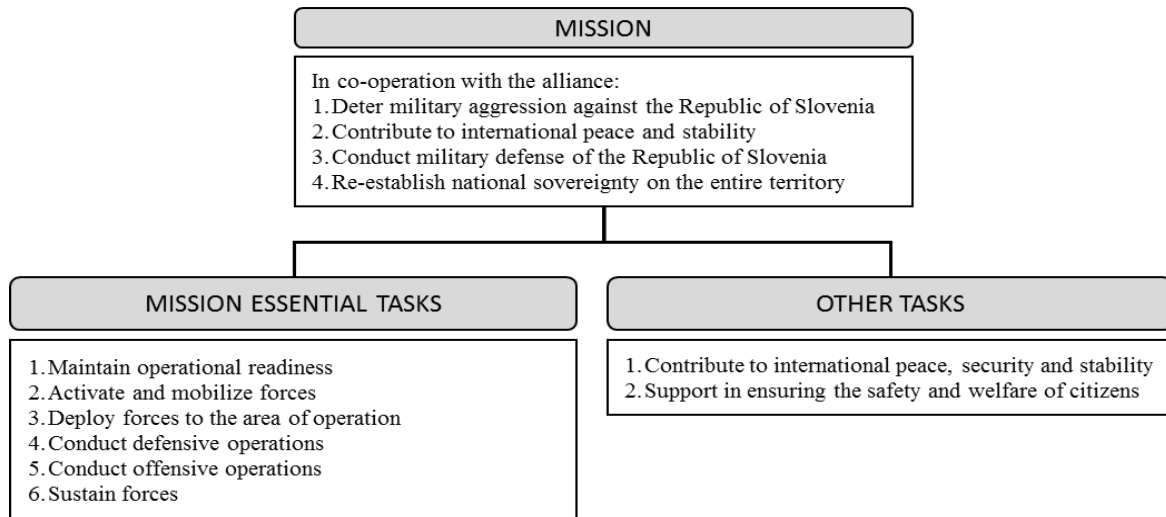 MISSION
In co-operation with the alliance:
1. Deter military aggression against the Republic of Slovenia
2. Contribute to international peace and stability
3. Conduct military defense of the Republic of Slovenia
4. Re-establish national sovereignty on the entire territory
MISSION ESSENTIAL TASKS
1. Maintain operational readiness
2. Activate and mobilize forces
3. Deploy forces to the area of operation
4. Conduct defensive operations
5. Conduct offensive operations
6. Sustain forces
OTHER TASKS
1. Contribute to international peace, security and stability
2. Support in ensuring the safety and welfare of citizens